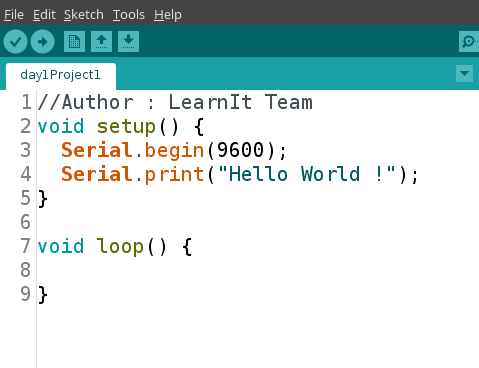 File Edit Sketch Tools Help
day1Project1
1 //Author : LearnIt Team
2 void setup() {
3   Serial.begin(9600);
4   Serial.print("Hello World !");
5 }
6
7 void loop() {
8
9 }